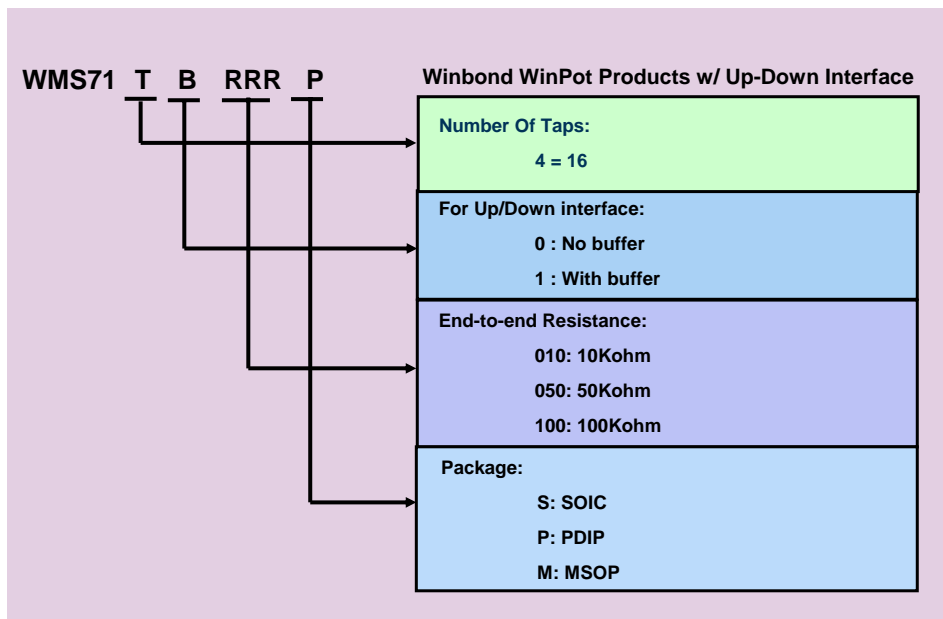 WMS71 T B RRR P
Winbond WinPot Products w/ Up-Down Interface
Number Of Taps:
4 = 16
For Up/Down interface:
0 : No buffer
1 : With buffer
End-to-end Resistance:
010: 10Kohm
050: 50Kohm
100: 100Kohm
Package:
S: SOIC
P: PDIP
M: MSOP